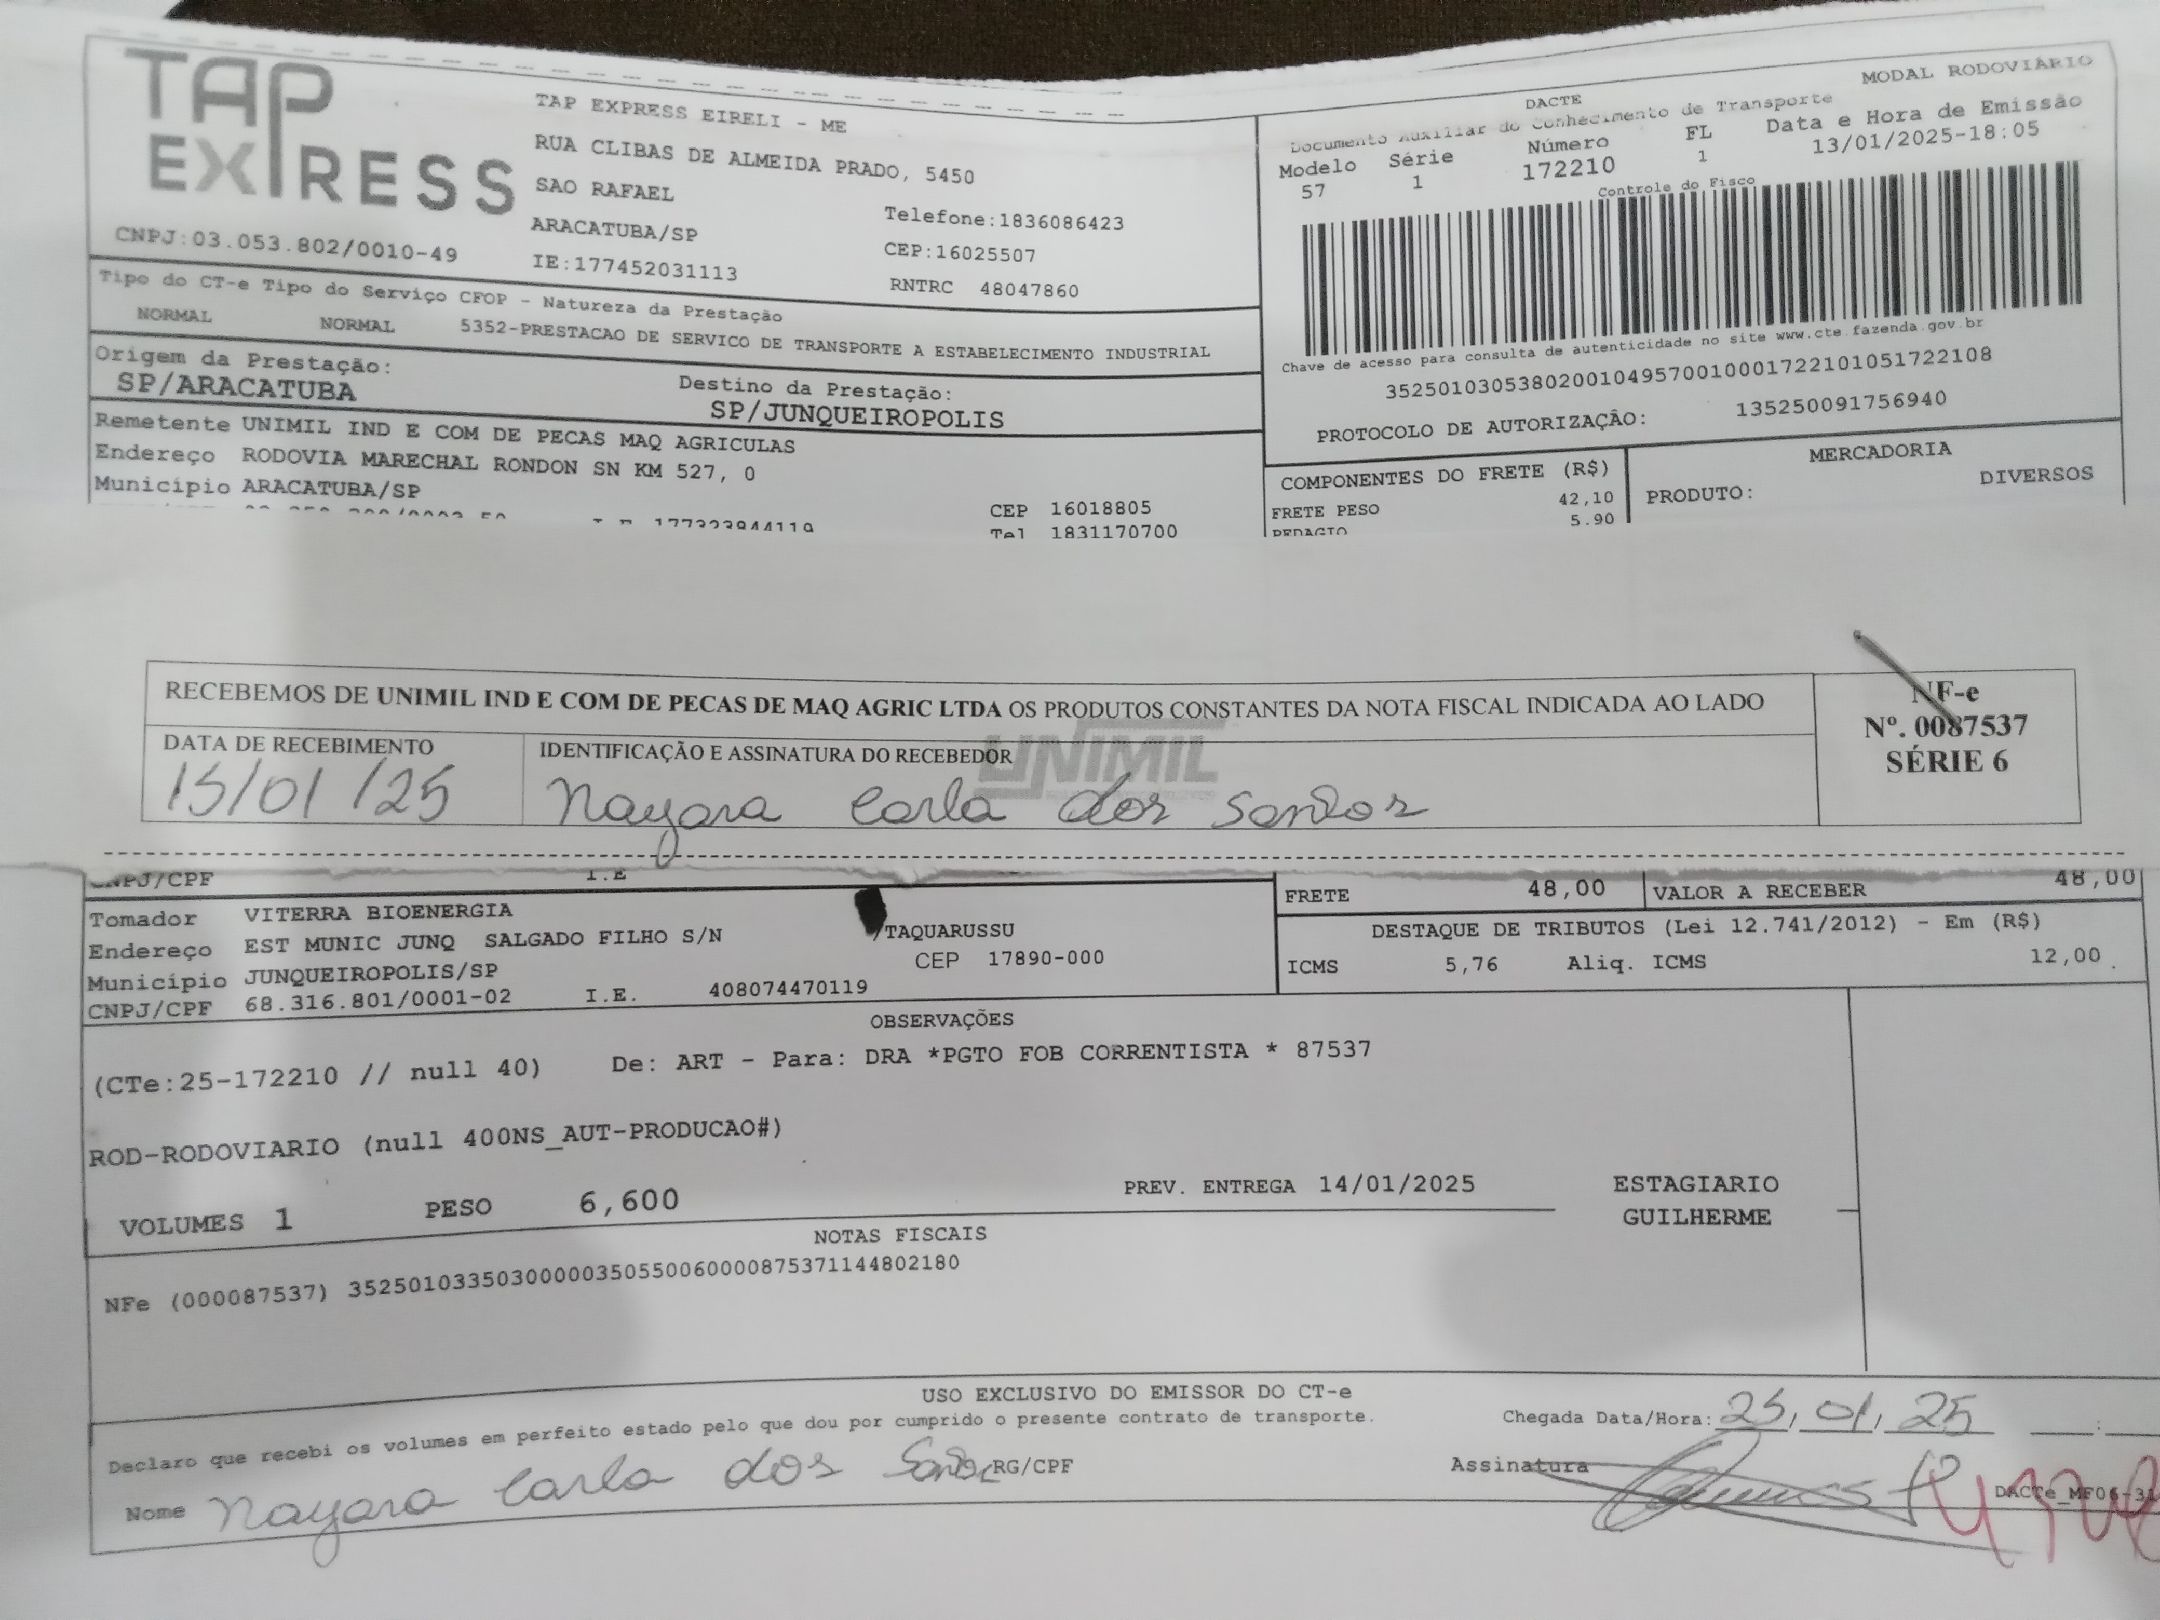 TAP EXPRESS
TAP EXPRESS EIRELI - ME
RUA CLIBAS DE ALMEIDA PRADO, 5450
SAO RAFAEL
ARACATUBA/SP
Telefone:1836086423
CEP:16025507
CNPJ:03.053.802/0010-49
IE:177452031113
RNTRC 48047860
MODAL RODOVIÁRIO
DACTE
Documento Auxiliar do Conhecimento de Transporte
Modelo Série Número FL Data e Hora de Emissão
57 1 172210 1 13/01/2025-18:05
Controle do Fisco
Chave de acesso para consulta de autenticidade no site www.cte.fazenda.gov.br
35250103053802001049570010001722101051722108
PROTOCOLO DE AUTORIZAÇÃO: 135250091756940
Tipo do CT-e Tipo do Serviço CFOP - Natureza da Prestação
NORMAL NORMAL 5352-PRESTACAO DE SERVICO DE TRANSPORTE A ESTABELECIMENTO INDUSTRIAL
Origem da Prestação: Destino da Prestação:
SP/ARACATUBA SP/JUNQUEIROPOLIS
Remetente UNIMIL IND E COM DE PECAS MAQ AGRICULAS
Endereço RODOVIA MARECHAL RONDON SN KM 527, 0
Município ARACATUBA/SP CEP 16018805
177323944119 Tel 1831170700
COMPONENTES DO FRETE (R$) MERCADORIA
FRETE PESO 42,10 PRODUTO: DIVERSOS
PEDAGIO 5.90
RECEBEMOS DE UNIMIL IND E COM DE PECAS DE MAQ AGRIC LTDA OS PRODUTOS CONSTANTES DA NOTA FISCAL INDICADA AO LADO
NF-e
Nº. 0087537
SÉRIE 6
DATA DE RECEBIMENTO IDENTIFICAÇÃO E ASSINATURA DO RECEBEDOR
UNIMIL
15/01/25 Nayara Carla dos Santos
CNPJ/CPF I.E
FRETE 48,00 VALOR A RECEBER 48,00
Tomador VITERRA BIOENERGIA
Endereço EST MUNIC JUNQ SALGADO FILHO S/N /TAQUARUSSU
Município JUNQUEIROPOLIS/SP CEP 17890-000
CNPJ/CPF 68.316.801/0001-02 I.E. 408074470119
DESTAQUE DE TRIBUTOS (Lei 12.741/2012) - Em (R$)
ICMS 5,76 Aliq. ICMS 12,00
OBSERVAÇÕES
(CTe:25-172210 // null 40) De: ART - Para: DRA *PGTO FOB CORRENTISTA * 87537
ROD-RODOVIARIO (null 400NS_AUT-PRODUCAO#)
VOLUMES 1 PESO 6,600 PREV. ENTREGA 14/01/2025
ESTAGIARIO
GUILHERME
NOTAS FISCAIS
NFe (000087537) 35250103350300000350550060000875371144802180
USO EXCLUSIVO DO EMISSOR DO CT-e
Declaro que recebi os volumes em perfeito estado pelo que dou por cumprido o presente contrato de transporte.
Chegada Data/Hora: 25/01/25
Nome Nayara Carla dos Santos RG/CPF
Assinatura
DACTe_MF06-31